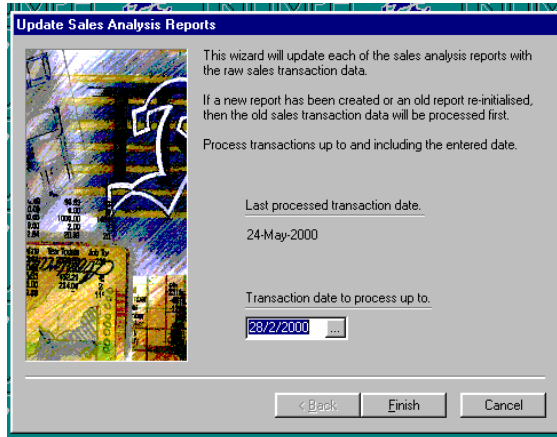 Update Sales Analysis Reports
This wizard will update each of the sales analysis reports with
the raw sales transaction data.
If a new report has been created or an old report re-initialised,
then the old sales transaction data will be processed first.
Process transactions up to and including the entered date.
Last processed transaction date.
24-May-2000
Transaction date to process up to.
28/2/2000 ...
< Back Finish Cancel